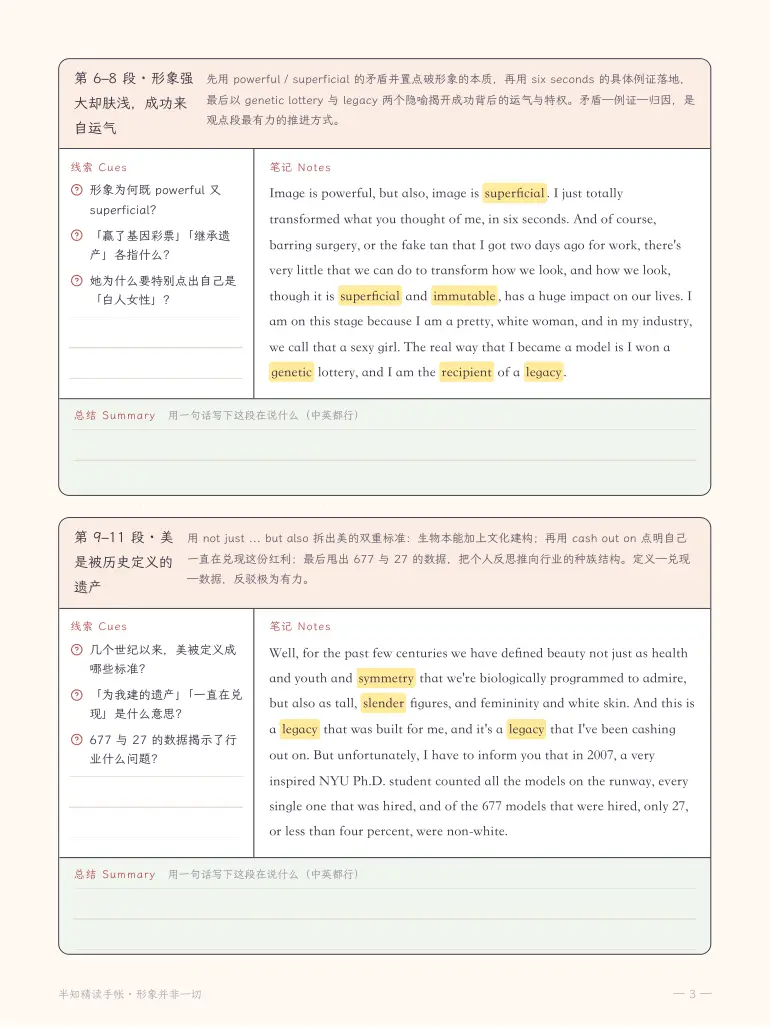 第 6–8 段·形象强
大却肤浅，成功来
自运气
先用 powerful / superficial 的矛盾并置点破形象的本质，再用 six seconds 的具体例证落地，
最后以 genetic lottery 与 legacy 两个隐喻揭开成功背后的运气与特权。矛盾—例证—归因，是
观点段最有力的推进方式。
线索 Cues
形象为何既 powerful 又
superficial？
「赢了基因彩票」「继承遗
产」各指什么？
她为什么要特别点出自己是
「白人女性」？
笔记 Notes
Image is powerful, but also, image is superficial. I just totally
transformed what you thought of me, in six seconds. And of course,
barring surgery, or the fake tan that I got two days ago for work, there's
very little that we can do to transform how we look, and how we look,
though it is superficial and immutable, has a huge impact on our lives. I
am on this stage because I am a pretty, white woman, and in my industry,
we call that a sexy girl. The real way that I became a model is I won a
genetic lottery, and I am the recipient of a legacy.
总结 Summary 用一句话写下这段在说什么（中英都行）
第 9–11 段·美
是被历史定义的
遗产
用 not just … but also 拆出美的双重标准：生物本能加上文化建构；再用 cash out on 点明自己
一直在兑现这份红利；最后甩出 677 与 27 的数据，把个人反思推向行业的种族结构。定义—兑现
—数据，反驳极为有力。
线索 Cues
几个世纪以来，美被定义成
哪些标准？
「为我建的遗产」「一直在兑
现」是什么意思？
677 与 27 的数据揭示了行
业什么问题？
笔记 Notes
Well, for the past few centuries we have defined beauty not just as health
and youth and symmetry that we're biologically programmed to admire,
but also as tall, slender figures, and femininity and white skin. And this is
a legacy that was built for me, and it's a legacy that I've been cashing
out on. But unfortunately, I have to inform you that in 2007, a very
inspired NYU Ph.D. student counted all the models on the runway, every
single one that was hired, and of the 677 models that were hired, only 27,
or less than four percent, were non-white.
总结 Summary 用一句话写下这段在说什么（中英都行）
半知精读手帐·形象并非一切
— 3 —